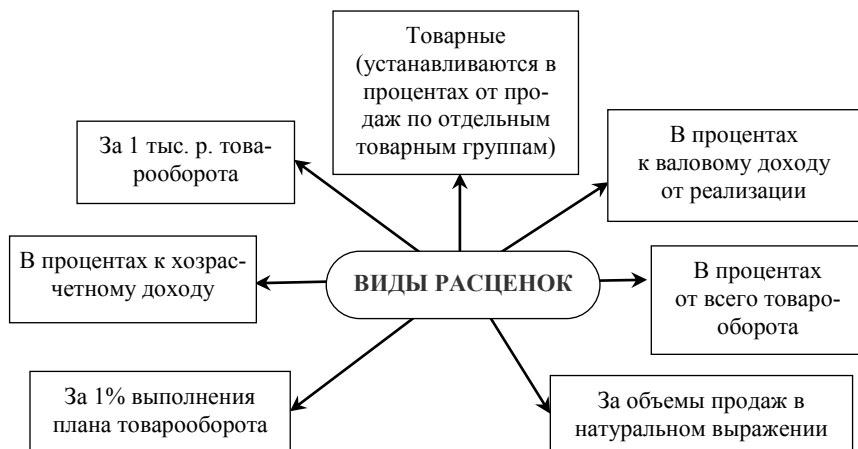 Товарные
(устанавливаются в
процентах от про-
даж по отдельным
товарным группам)
За 1 тыс. р. това-
рооборота
В процентах
к валовому доходу
от реализации
В процентах к хозрас-
четному доходу
ВИДЫ РАСЦЕНОК
В процентах
от всего товаро-
оборота
За 1% выполнения
плана товарооборота
За объемы продаж в
натуральном выражении